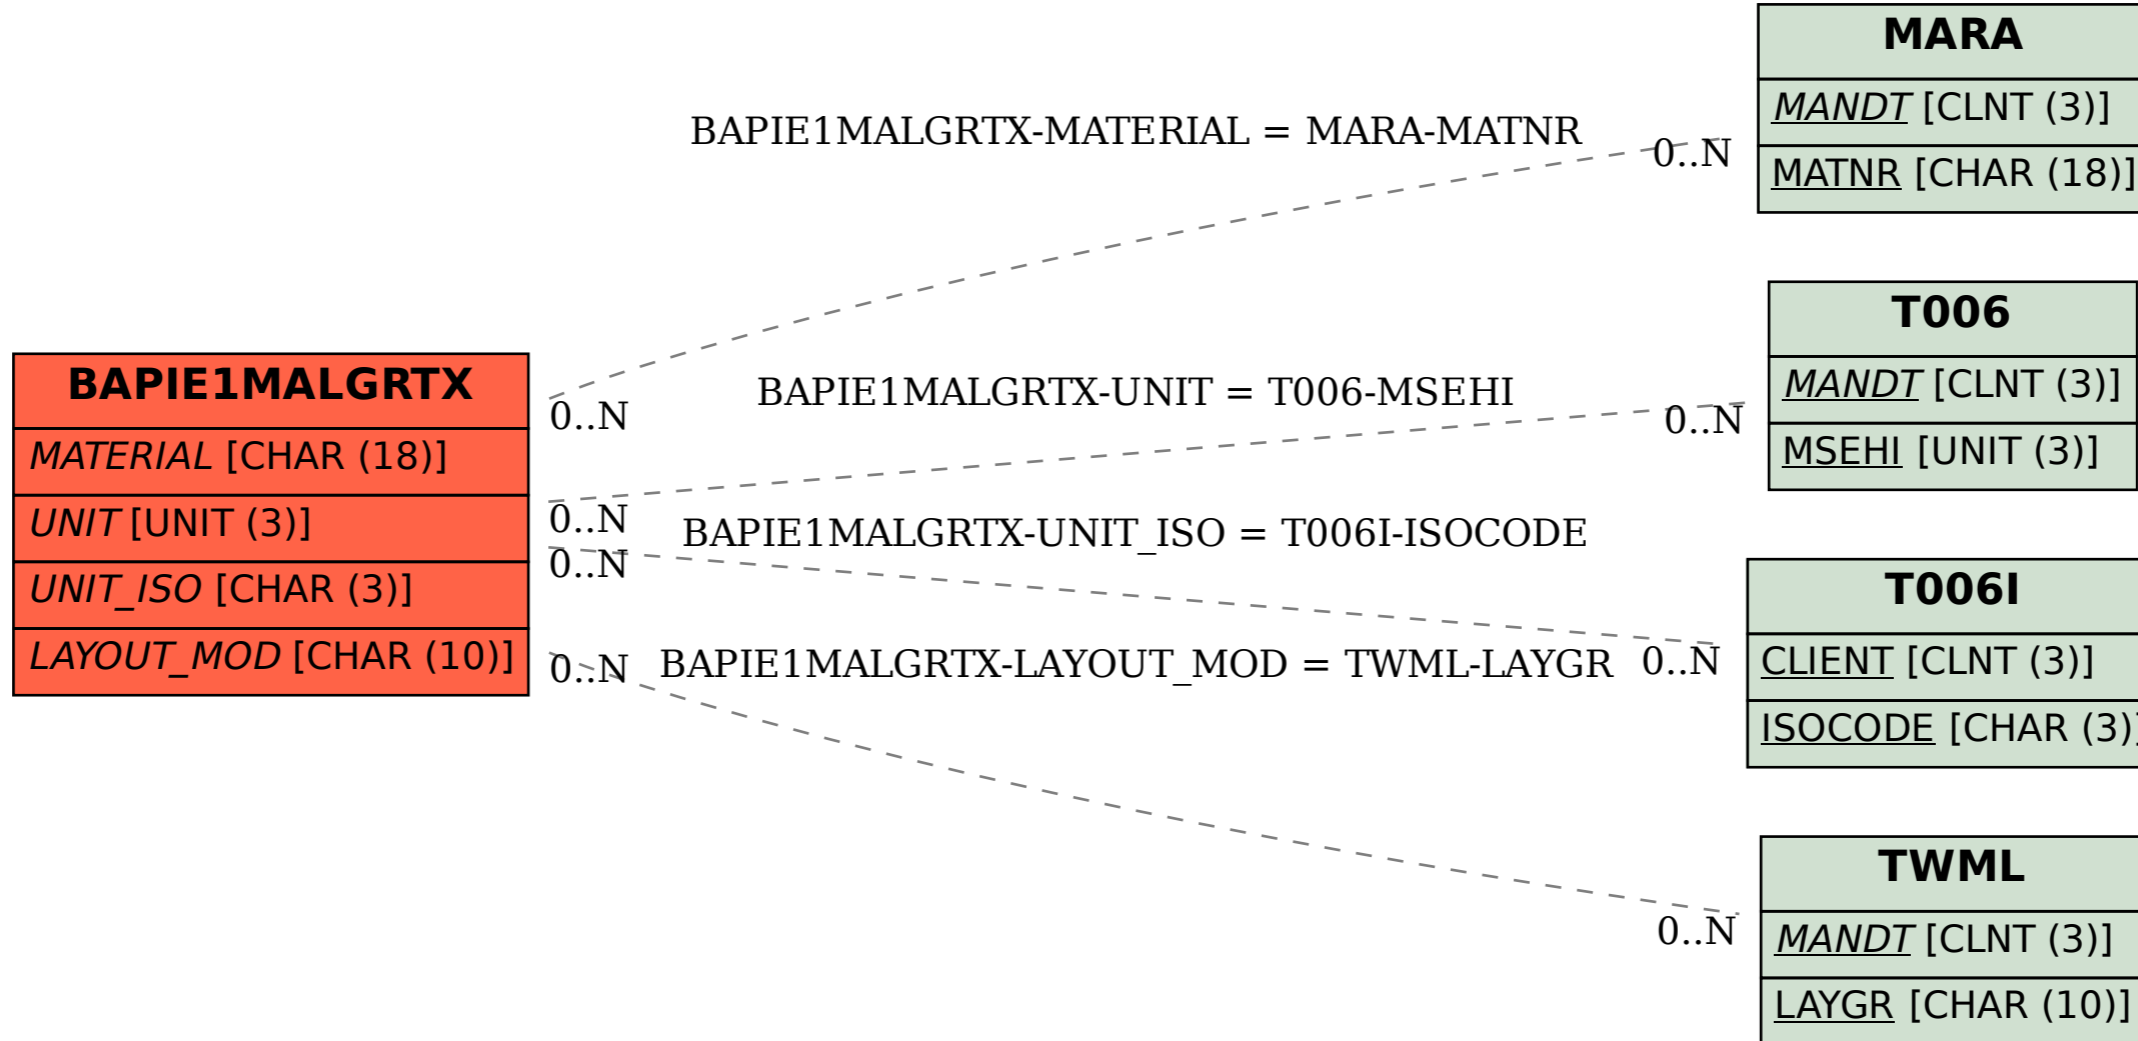 BAPIE1MALGRTX
MATERIAL [CHAR (18)]
UNIT [UNIT (3)]
UNIT_ISO [CHAR (3)]
LAYOUT_MOD [CHAR (10)]
BAPIE1MALGRTX-MATERIAL = MARA-MATNR
0..N
0..N
BAPIE1MALGRTX-UNIT = T006-MSEHI
0..N
0..N
BAPIE1MALGRTX-UNIT_ISO = T006I-ISOCODE
0..N
0..N
BAPIE1MALGRTX-LAYOUT_MOD = TWML-LAYGR
0..N
0..N
MARA
MANDT [CLNT (3)]
MATNR [CHAR (18)]
T006
MANDT [CLNT (3)]
MSEHI [UNIT (3)]
T006I
CLIENT [CLNT (3)]
ISOCODE [CHAR (3)]
TWML
MANDT [CLNT (3)]
LAYGR [CHAR (10)]